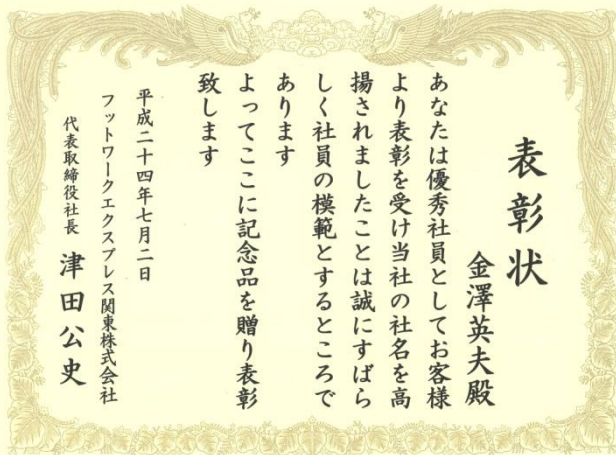 表彰状
金澤英夫殿
あなたは優秀社員としてお客様
より表彰を受け当社の社名を高
揚されましたことは誠にすばら
しく社員の模範とするところで
あります
よってここに記念品を贈り表彰
致します
平成二十四年七月二日
フットワークエクスプレス関東株式会社
代表取締役社長 津田公史